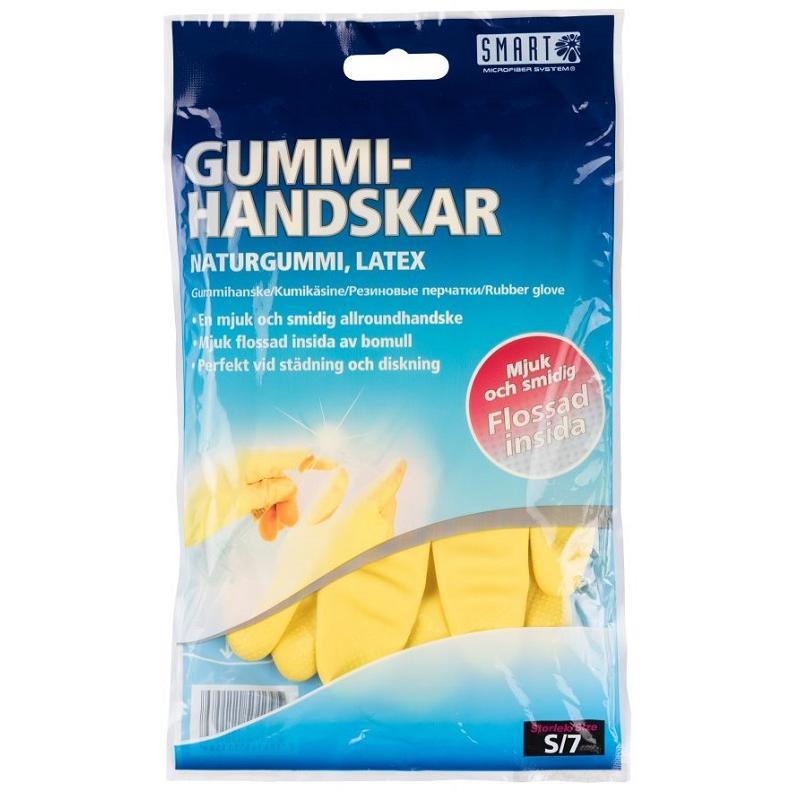 SMART
MICROFIBER SYSTEM®
GUMMI-
HANDSKAR
NATURGUMMI, LATEX
Gummihanske/Kumikäsine/Резиновые перчатки/Rubber glove
• En mjuk och smidig allroundhandske
• Mjuk flossad insida av bomull
• Perfekt vid städning och diskning
Mjuk
och smidig
Flossad
insida
Storlek/Size
S/7